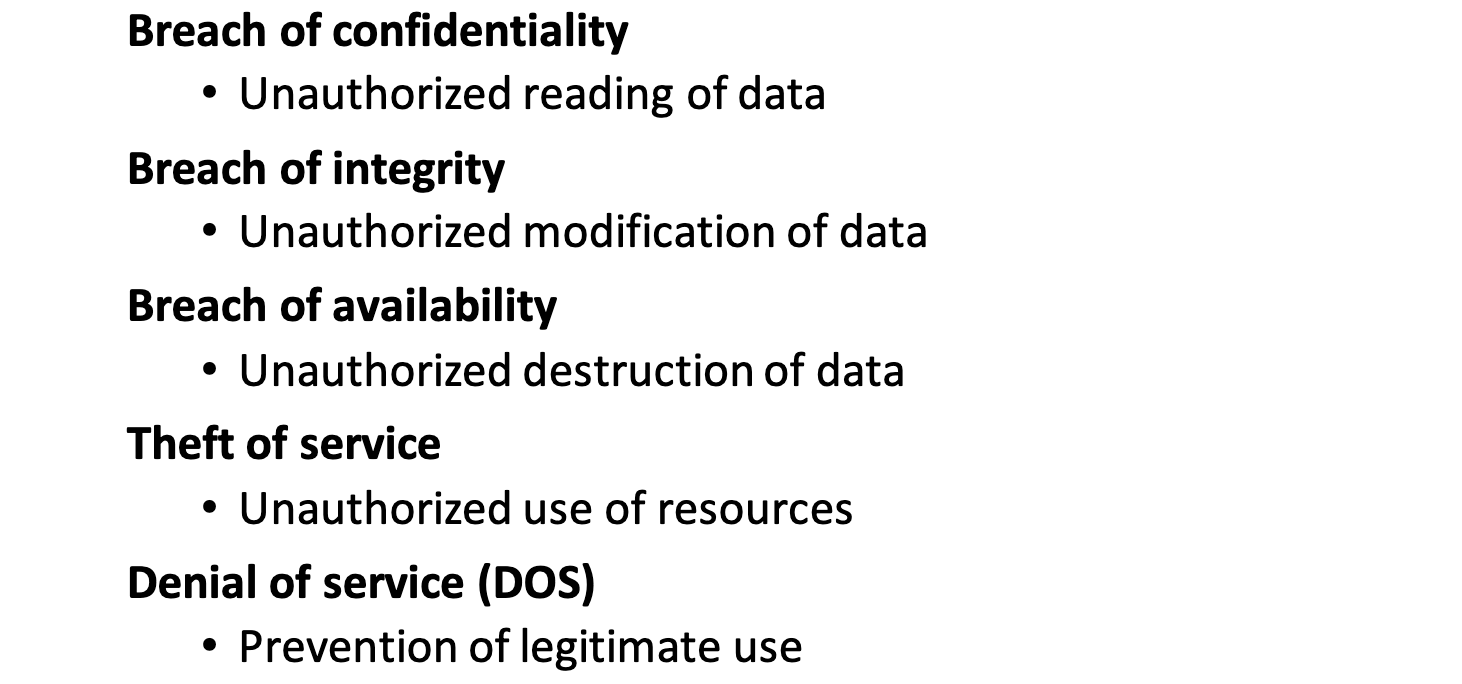 Breach of confidentiality
• Unauthorized reading of data
Breach of integrity
• Unauthorized modification of data
Breach of availability
• Unauthorized destruction of data
Theft of service
• Unauthorized use of resources
Denial of service (DOS)
• Prevention of legitimate use